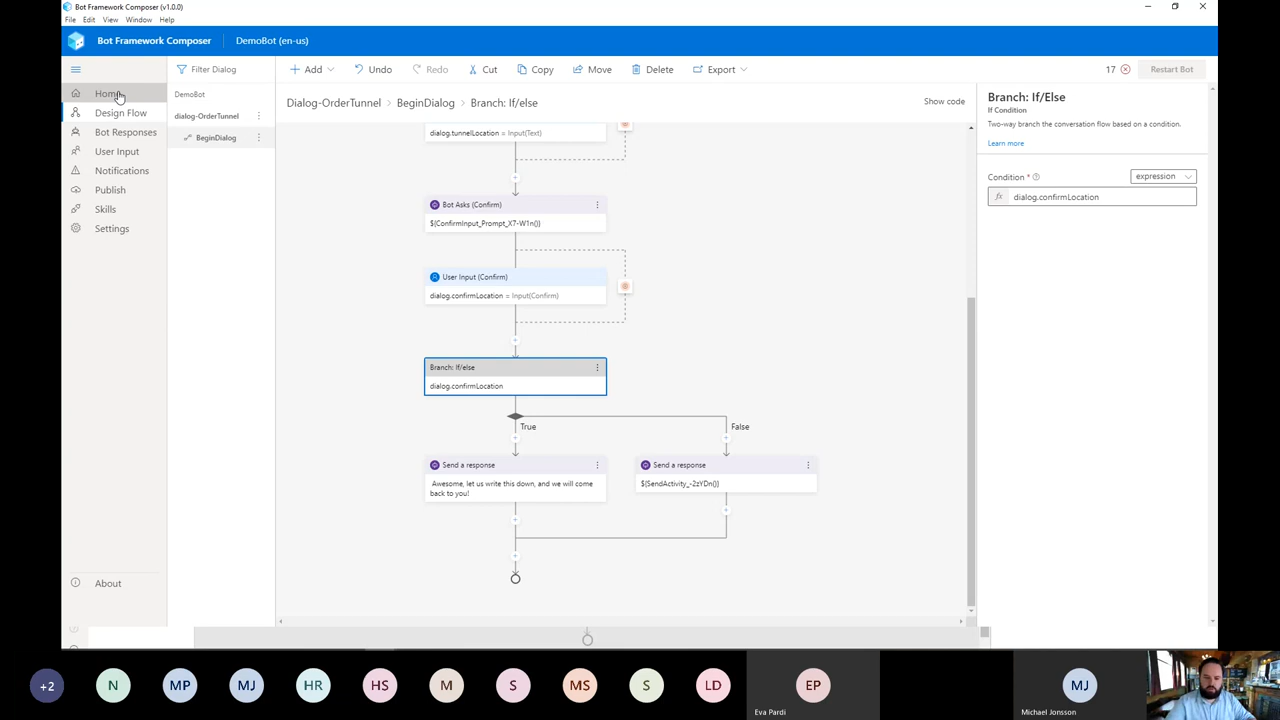 Bot Framework Composer (v1.0.0)
File Edit View Window Help
Bot Framework Composer DemoBot (en-us)
Filter Dialog Add Undo Redo Cut Copy Move Delete Export 17 Restart Bot
Home
Design Flow
Bot Responses
User Input
Notifications
Publish
Skills
Settings
About
DemoBot
dialog-OrderTunnel
BeginDialog
Dialog-OrderTunnel > BeginDialog > Branch: If/else Show code
dialog.tunnelLocation = Input(Text)
Bot Asks (Confirm)
${ConfirmInput_Prompt_X7-W1n()}
User Input (Confirm)
dialog.confirmLocation = Input(Confirm)
Branch: If/else
dialog.confirmLocation
True False
Send a response
Awesome, let us write this down, and we will come
back to you!
Send a response
${SendActivity_-2zYDn()}
Branch: If/Else
If Condition
Two-way branch the conversation flow based on a condition.
Learn more
Condition * expression
fx dialog.confirmLocation
+2 N MP MJ HR HS M S MS S LD EP MJ
Eva Pardi Michael Jonsson